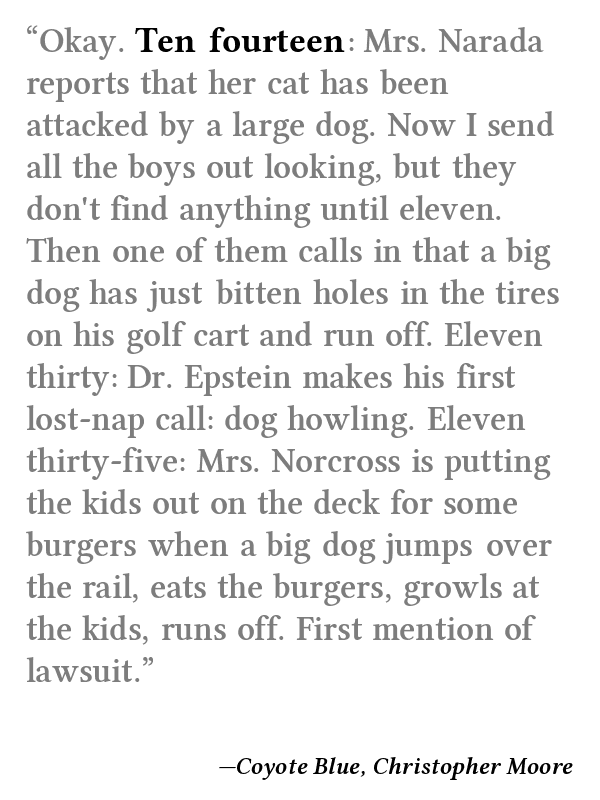 “Okay. Ten fourteen: Mrs. Narada
reports that her cat has been
attacked by a large dog. Now I send
all the boys out looking, but they
don't find anything until eleven.
Then one of them calls in that a big
dog has just bitten holes in the tires
on his golf cart and run off. Eleven
thirty: Dr. Epstein makes his first
lost-nap call: dog howling. Eleven
thirty-five: Mrs. Norcross is putting
the kids out on the deck for some
burgers when a big dog jumps over
the rail, eats the burgers, growls at
the kids, runs off. First mention of
lawsuit.”
—Coyote Blue, Christopher Moore